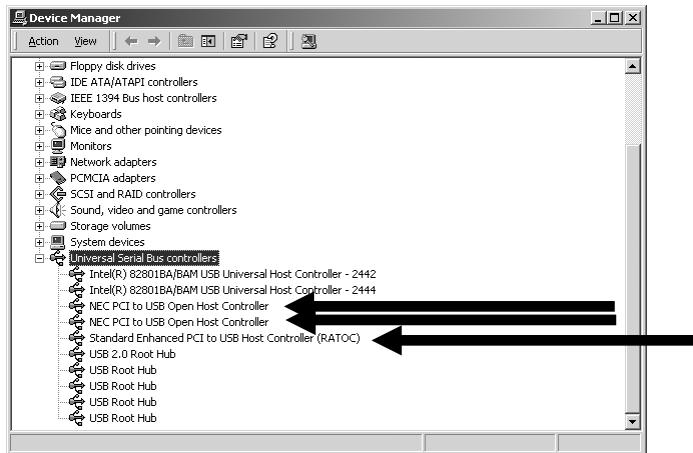 Device Manager
Action View
Floppy disk drives
IDE ATA/ATAPI controllers
IEEE 1394 Bus host controllers
Keyboards
Mice and other pointing devices
Monitors
Network adapters
PCMCIA adapters
SCSI and RAID controllers
Sound, video and game controllers
Storage volumes
System devices
Universal Serial Bus controllers
Intel(R) 82801BA/BAM USB Universal Host Controller - 2442
Intel(R) 82801BA/BAM USB Universal Host Controller - 2444
NEC PCI to USB Open Host Controller
NEC PCI to USB Open Host Controller
Standard Enhanced PCI to USB Host Controller (RATOC)
USB 2.0 Root Hub
USB Root Hub
USB Root Hub
USB Root Hub
USB Root Hub